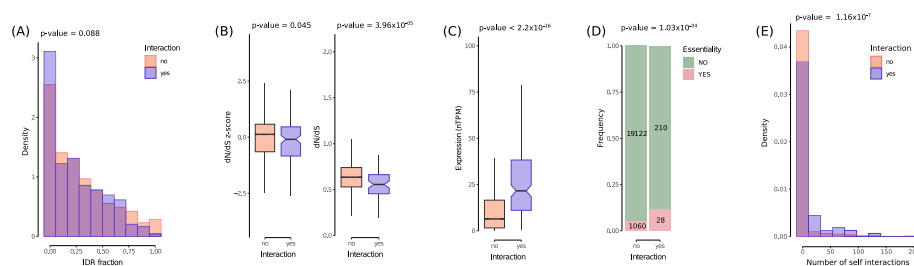 (A)
p-value = 0.088
Interaction
no
yes
Density
3
2
1
0
0,00
0,25
0,50
0,75
1,00
IDR fraction
(B)
p-value = 0.045
dN/dS z-score
2.5
0.0
−2.5
no
yes
Interaction
p-value = 3.96x10⁻⁰⁵
dN/dS
2.0
1.5
1.0
0.5
0.0
no
yes
Interaction
(C)
p-value < 2.2x10⁻¹⁶
Expression (nTPM)
100
75
50
25
0
no
yes
Interaction
(D)
p-value = 1.03x10⁻⁰⁴
Essentiality
NO
YES
Frequency
1.00
0.75
0.50
0.25
0.00
19122
210
1060
28
no
yes
Interaction
(E)
p-value = 1.16x10⁻⁷
Interaction
no
yes
Density
0.04
0.02
0.00
0
50
100
150
Number of self interactions